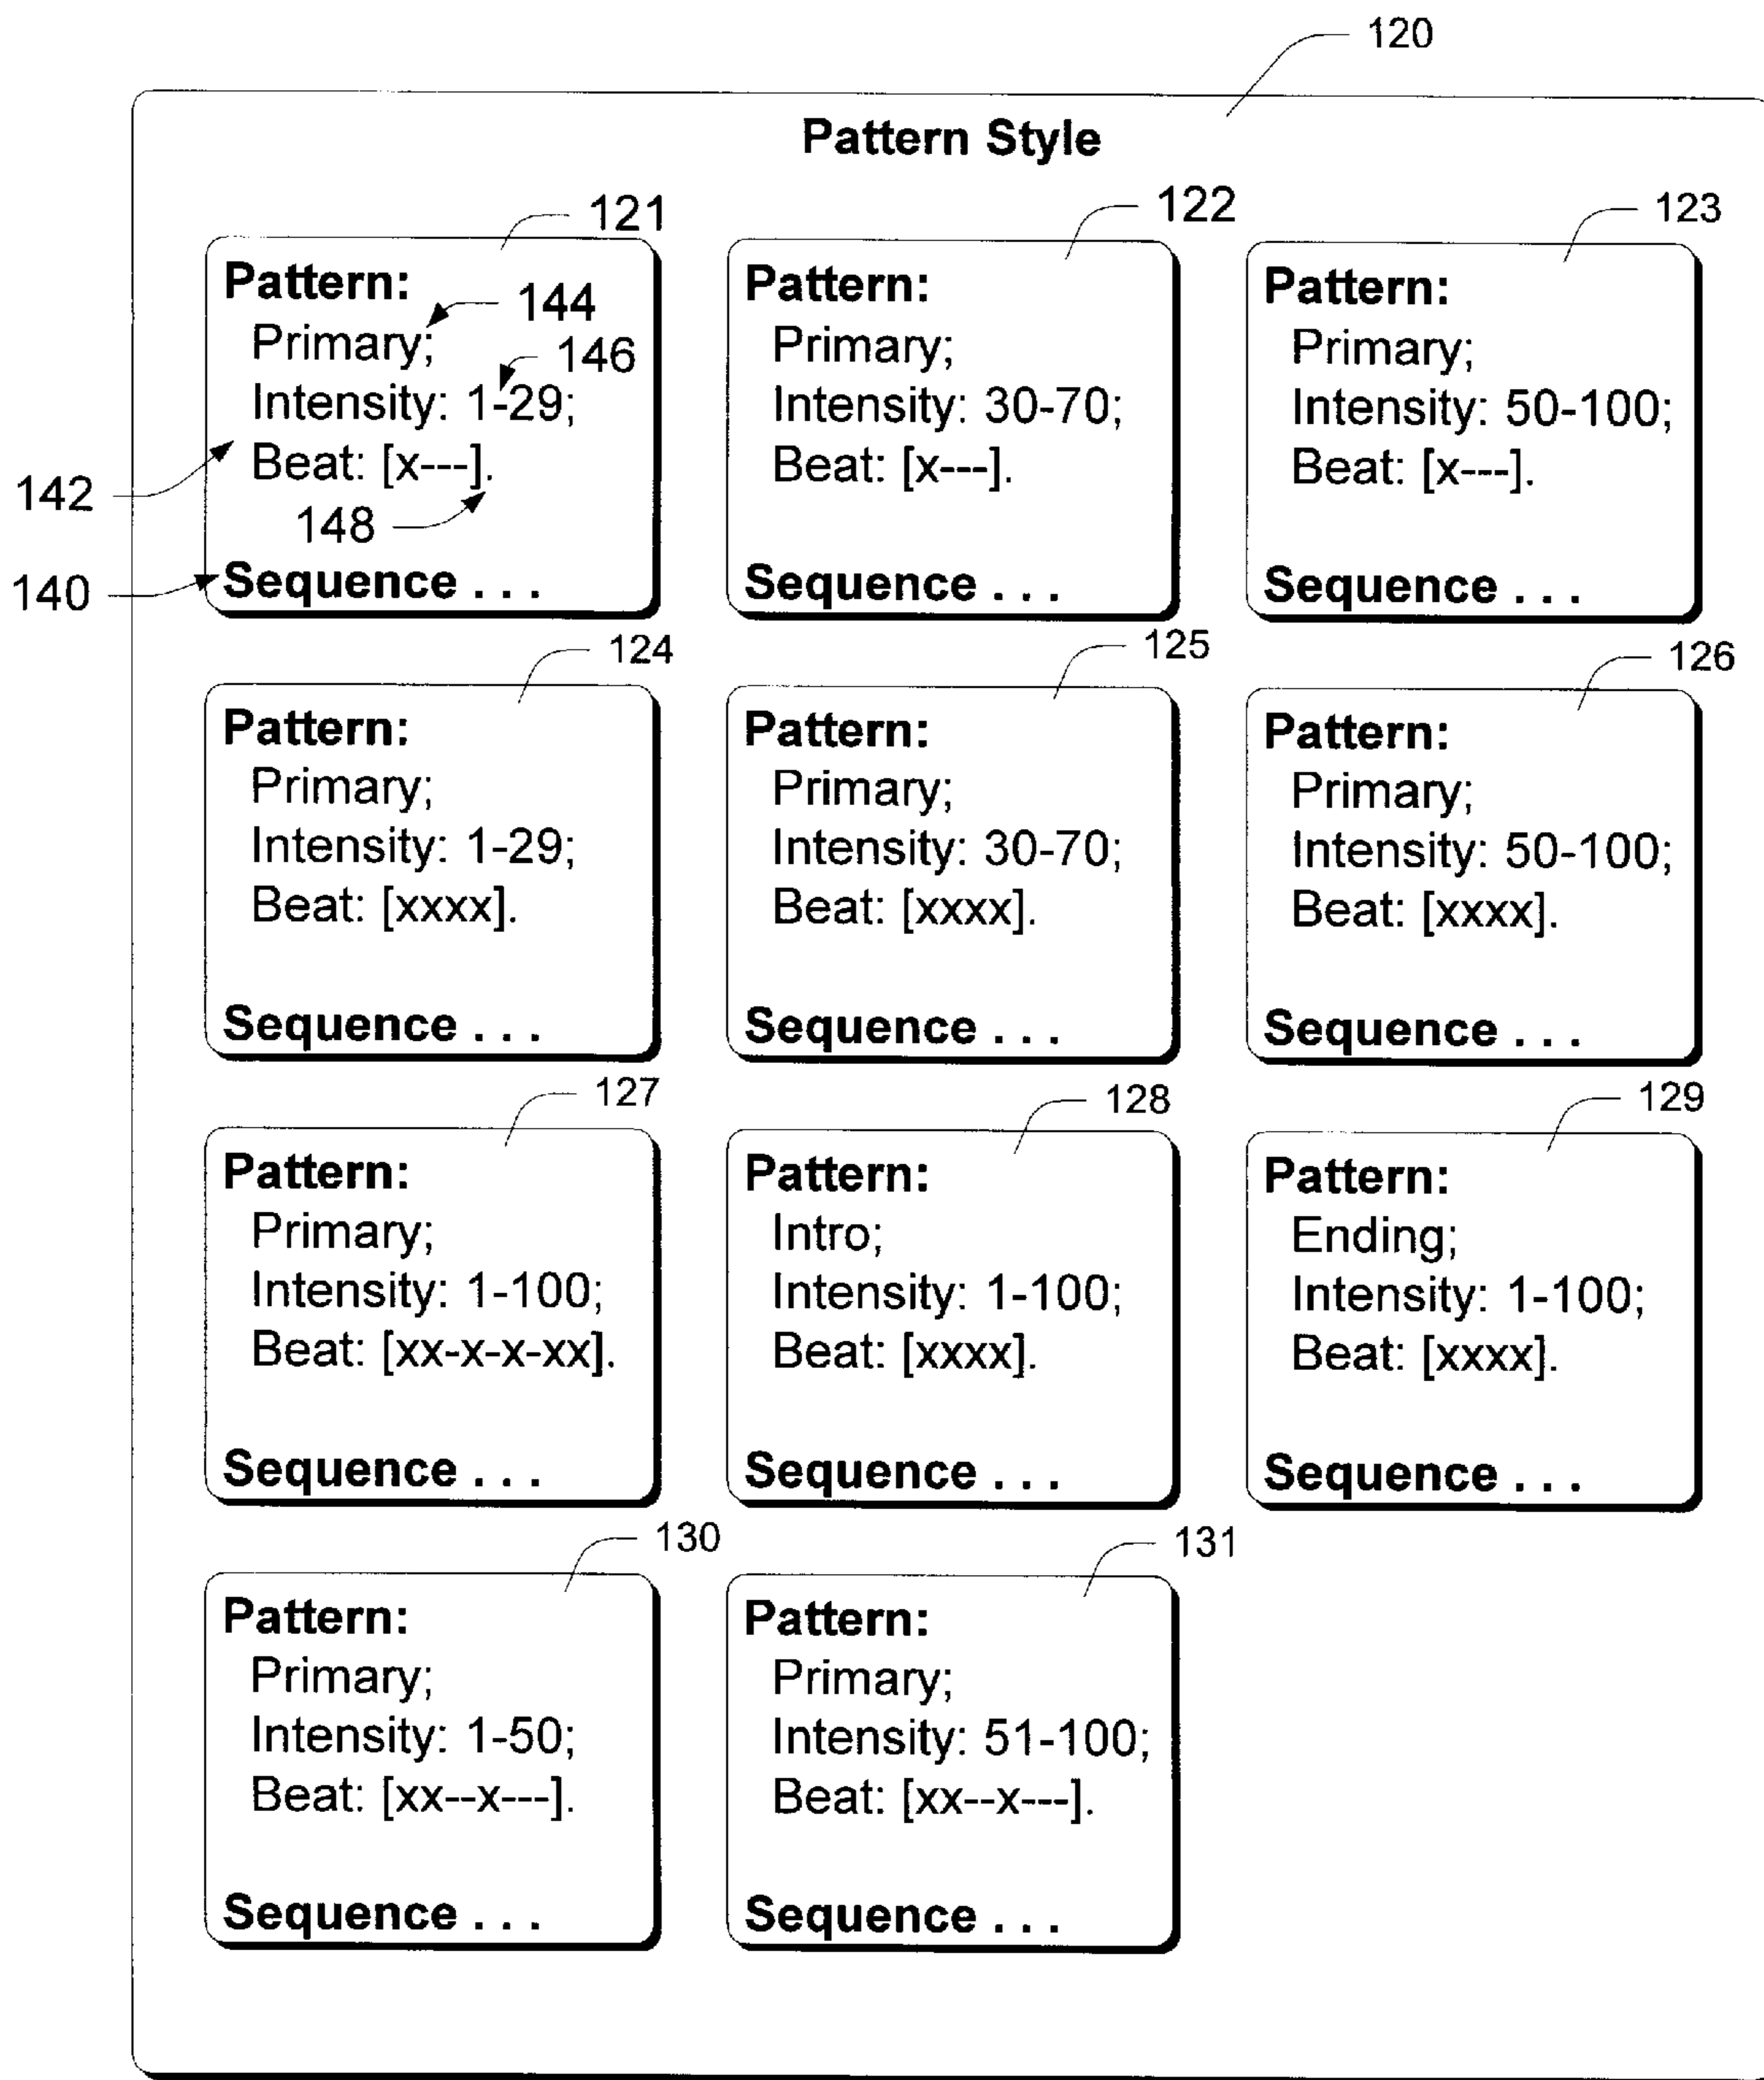 120
Pattern Style
121
Pattern:
144
Primary;
146
Intensity: 1-29;
142
Beat: [x---].
148
140
Sequence . . .
122
Pattern:
Primary;
Intensity: 30-70;
Beat: [x---].
Sequence . . .
123
Pattern:
Primary;
Intensity: 50-100;
Beat: [x---].
Sequence . . .
124
Pattern:
Primary;
Intensity: 1-29;
Beat: [xxxx].
Sequence . . .
125
Pattern:
Primary;
Intensity: 30-70;
Beat: [xxxx].
Sequence . . .
126
Pattern:
Primary;
Intensity: 50-100;
Beat: [xxxx].
Sequence . . .
127
Pattern:
Primary;
Intensity: 1-100;
Beat: [xx-x-x-xx].
Sequence . . .
128
Pattern:
Intro;
Intensity: 1-100;
Beat: [xxxx].
Sequence . . .
129
Pattern:
Ending;
Intensity: 1-100;
Beat: [xxxx].
Sequence . . .
130
Pattern:
Primary;
Intensity: 1-50;
Beat: [xx--x---].
Sequence . . .
131
Pattern:
Primary;
Intensity: 51-100;
Beat: [xx--x---].
Sequence . . .